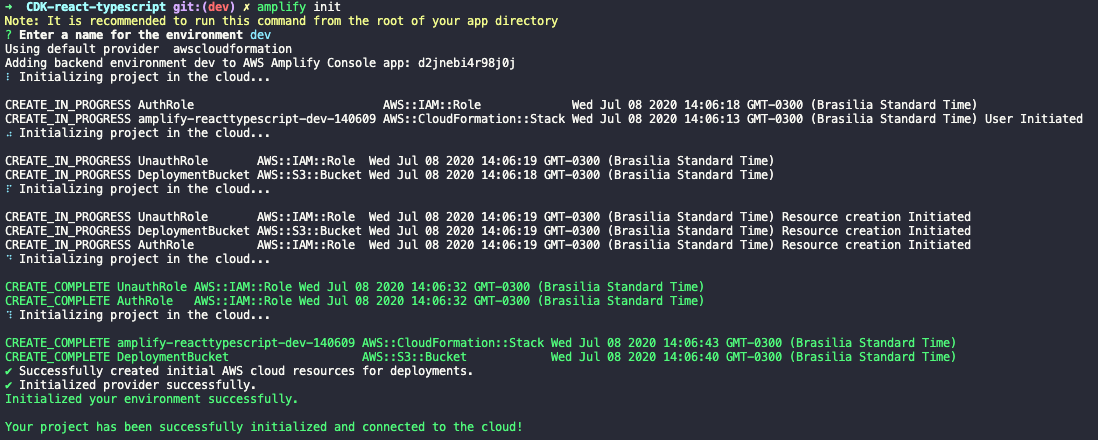 ➜  CDK-react-typescript git:(dev) ✗ amplify init
Note: It is recommended to run this command from the root of your app directory
? Enter a name for the environment dev
Using default provider  awscloudformation
Adding backend environment dev to AWS Amplify Console app: d2jnebi4r98j0j
⠸ Initializing project in the cloud...

CREATE_IN_PROGRESS AuthRole                           AWS::IAM::Role             Wed Jul 08 2020 14:06:18 GMT-0300 (Brasilia Standard Time)
CREATE_IN_PROGRESS amplify-reacttypescript-dev-140609 AWS::CloudFormation::Stack Wed Jul 08 2020 14:06:13 GMT-0300 (Brasilia Standard Time) User Initiated
⠴ Initializing project in the cloud...

CREATE_IN_PROGRESS UnauthRole       AWS::IAM::Role  Wed Jul 08 2020 14:06:19 GMT-0300 (Brasilia Standard Time)
CREATE_IN_PROGRESS DeploymentBucket AWS::S3::Bucket Wed Jul 08 2020 14:06:18 GMT-0300 (Brasilia Standard Time)
⠏ Initializing project in the cloud...

CREATE_IN_PROGRESS UnauthRole       AWS::IAM::Role  Wed Jul 08 2020 14:06:19 GMT-0300 (Brasilia Standard Time) Resource creation Initiated
CREATE_IN_PROGRESS DeploymentBucket AWS::S3::Bucket Wed Jul 08 2020 14:06:19 GMT-0300 (Brasilia Standard Time) Resource creation Initiated
CREATE_IN_PROGRESS AuthRole         AWS::IAM::Role  Wed Jul 08 2020 14:06:19 GMT-0300 (Brasilia Standard Time) Resource creation Initiated
⠙ Initializing project in the cloud...

CREATE_COMPLETE UnauthRole AWS::IAM::Role Wed Jul 08 2020 14:06:32 GMT-0300 (Brasilia Standard Time)
CREATE_COMPLETE AuthRole   AWS::IAM::Role Wed Jul 08 2020 14:06:32 GMT-0300 (Brasilia Standard Time)
⠹ Initializing project in the cloud...

CREATE_COMPLETE amplify-reacttypescript-dev-140609 AWS::CloudFormation::Stack Wed Jul 08 2020 14:06:43 GMT-0300 (Brasilia Standard Time)
CREATE_COMPLETE DeploymentBucket                   AWS::S3::Bucket            Wed Jul 08 2020 14:06:40 GMT-0300 (Brasilia Standard Time)
✔ Successfully created initial AWS cloud resources for deployments.
✔ Initialized provider successfully.
Initialized your environment successfully.

Your project has been successfully initialized and connected to the cloud!